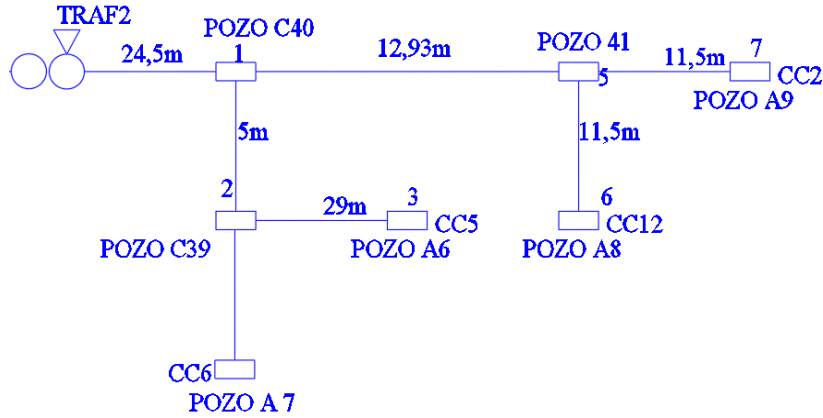 TRAF2
24,5m
POZO C40
1
12,93m
POZO 41
5
11,5m
7
CC2
POZO A9
5m
11,5m
2
POZO C39
29m
3
CC5
POZO A6
6
CC12
POZO A8
CC6
POZO A 7